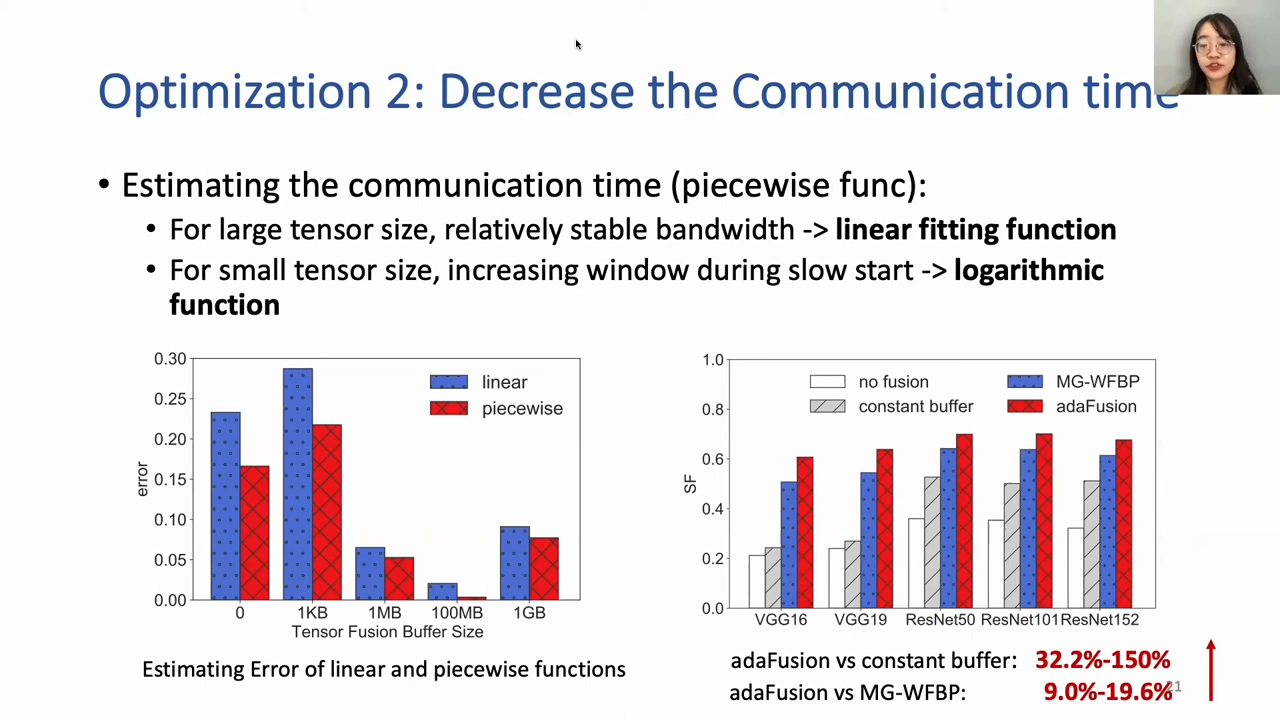 Optimization 2: Decrease the Communication time
• Estimating the communication time (piecewise func):
• For large tensor size, relatively stable bandwidth -> linear fitting function
• For small tensor size, increasing window during slow start -> logarithmic
function
0.30
0.25
0.20
0.15
0.10
0.05
0.00
error
linear
piecewise
0 1KB 1MB 100MB 1GB
Tensor Fusion Buffer Size
Estimating Error of linear and piecewise functions
1.0
0.8
0.6
0.4
0.2
0.0
SF
no fusion MG-WFBP
constant buffer adaFusion
VGG16 VGG19 ResNet50 ResNet101 ResNet152
adaFusion vs constant buffer: 32.2%-150%
adaFusion vs MG-WFBP: 9.0%-19.6%
21